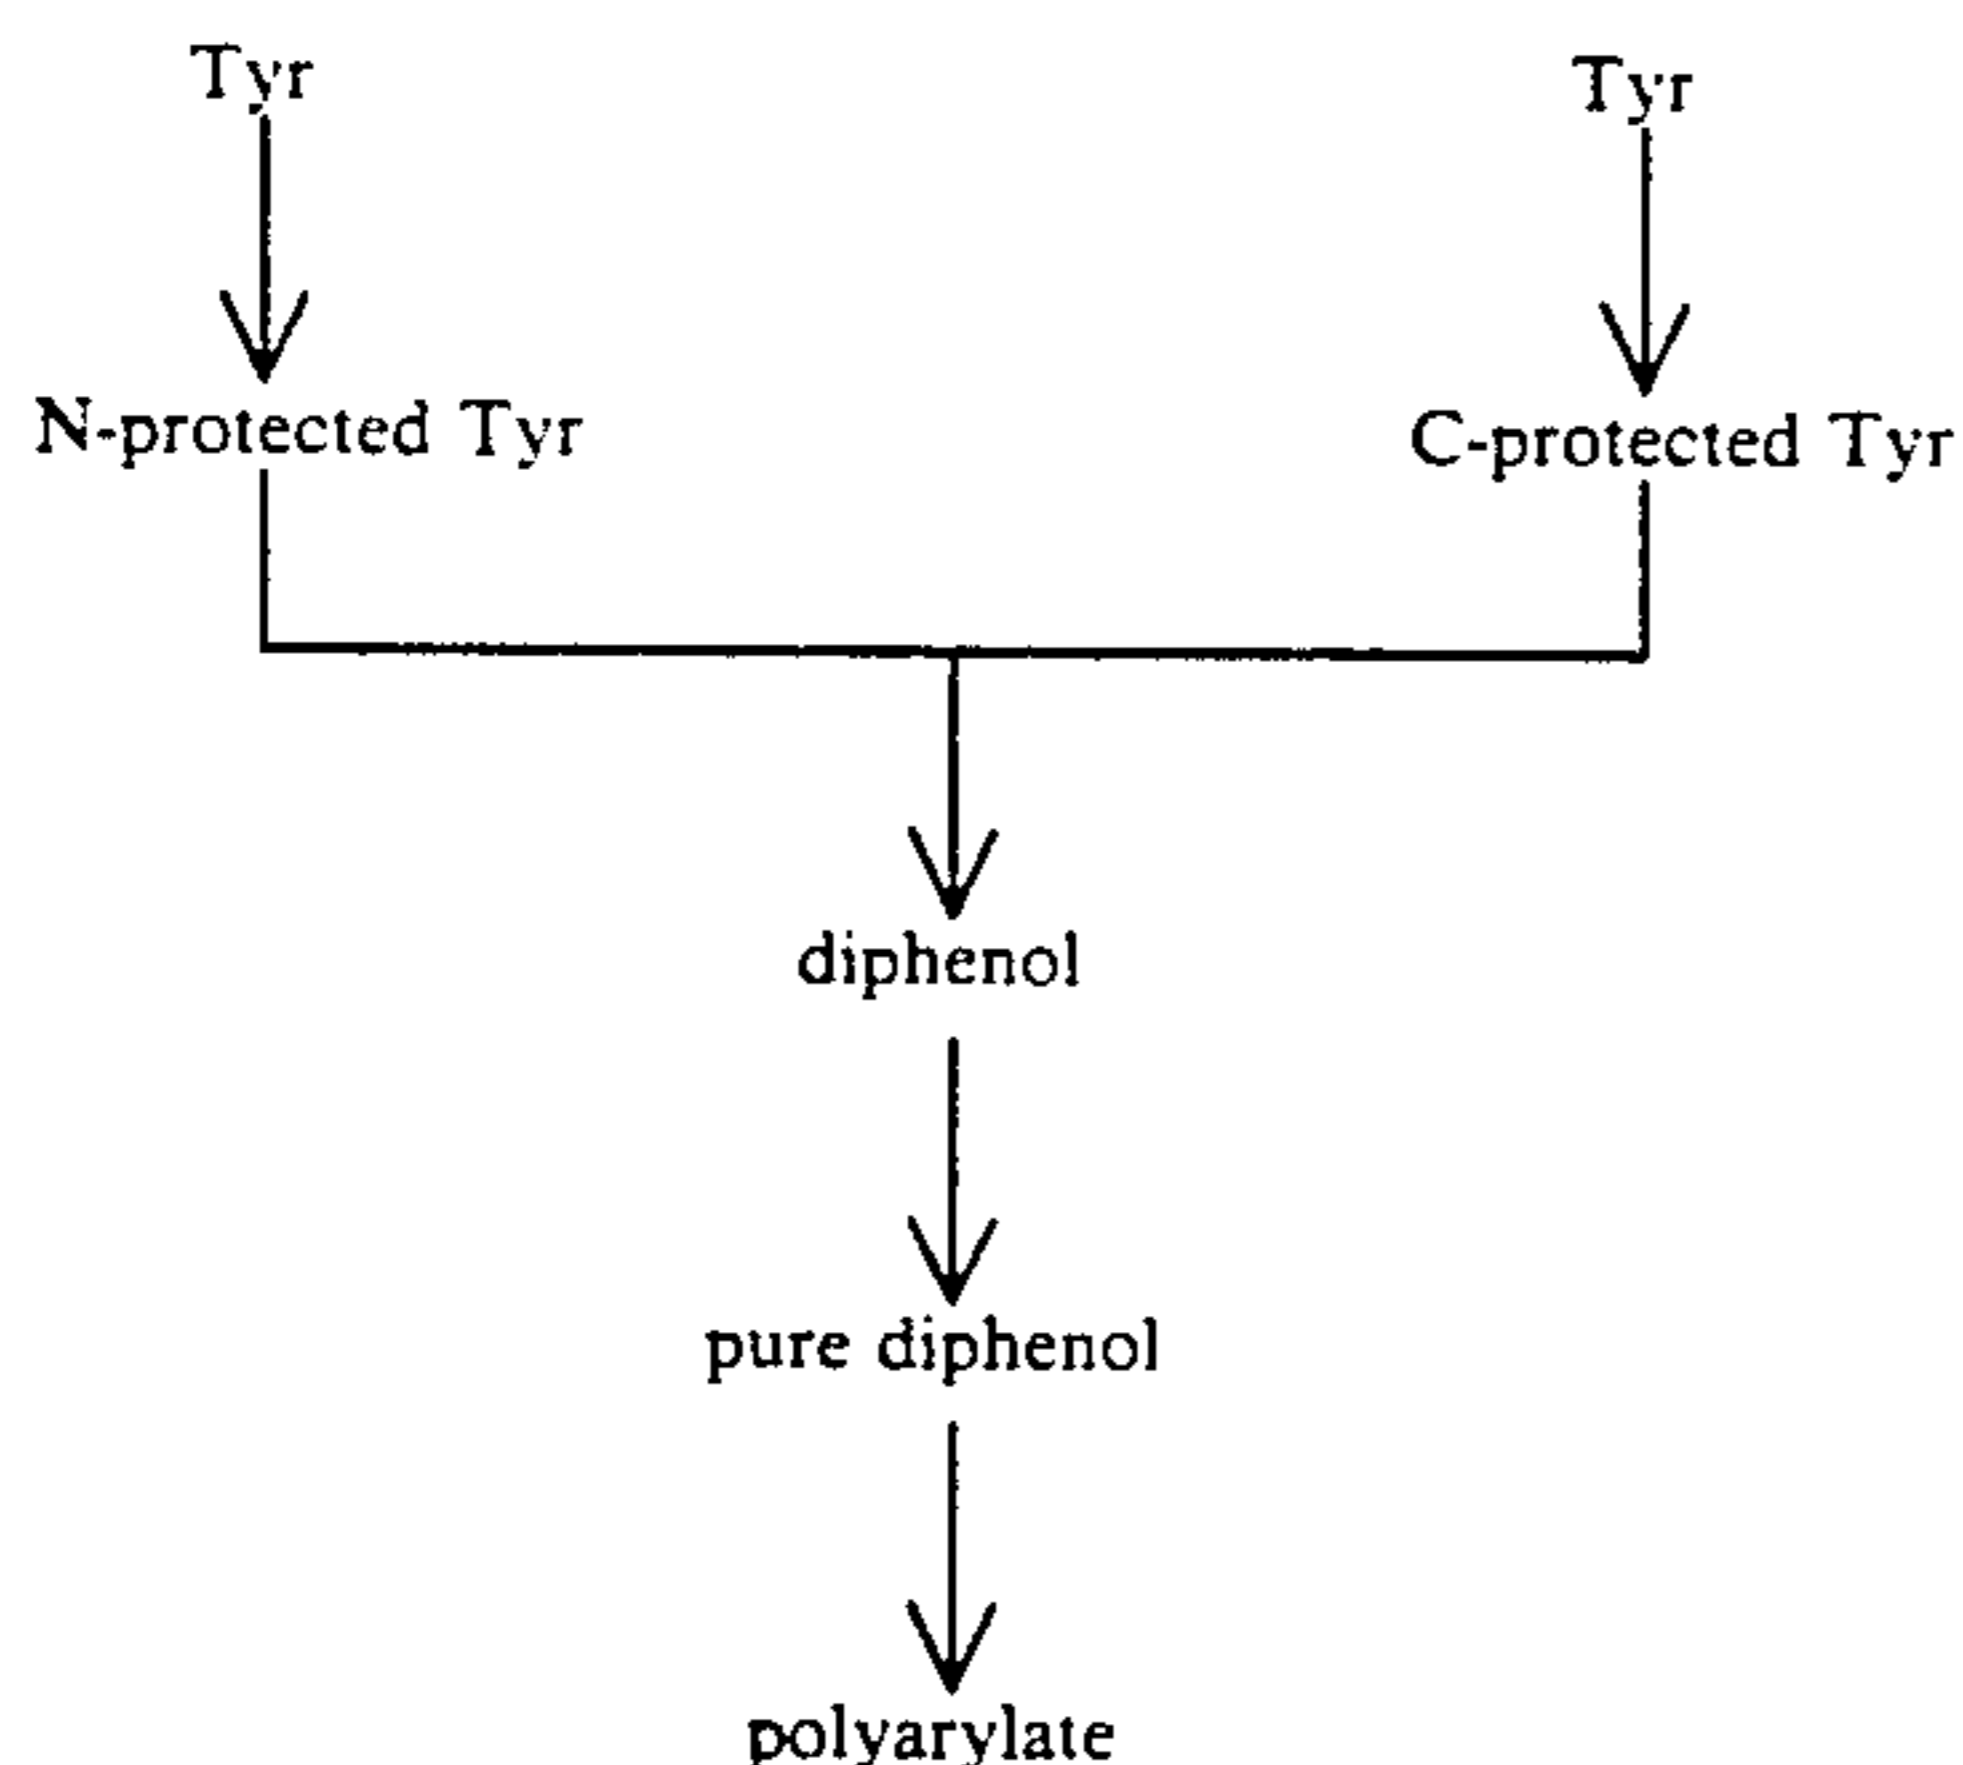 Tyr
Tyr
N-protected Tyr
C-protected Tyr
diphenol
pure diphenol
polyarylate